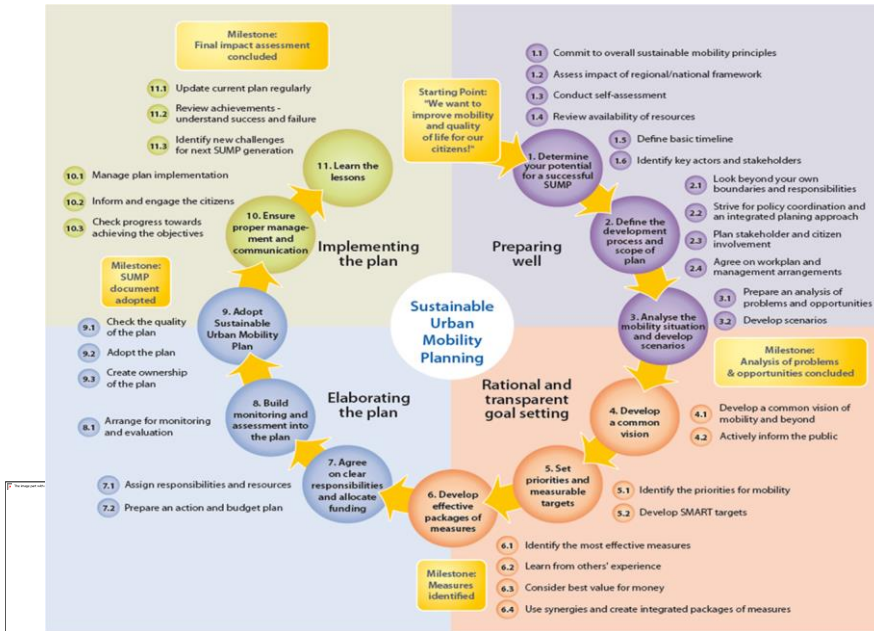 Milestone:
Final impact assessment
concluded
11.1 Update current plan regularly
11.2 Review achievements -
understand success and failure
11.3 Identify new challenges
for next SUMP generation
11. Learn the
lessons
10.1 Manage plan implementation
10.2 Inform and engage the citizens
10.3 Check progress towards
achieving the objectives
10. Ensure
proper manage-
ment and communication
Implementing
the plan
Starting Point:
"We want to
improve mobility
and quality
of life for our
citizens!"
1.1 Commit to overall sustainable mobility principles
1.2 Assess impact of regional/national framework
1.3 Conduct self-assessment
1.4 Review availability of resources
1.5 Define basic timeline
1.6 Identify key actors and stakeholders
1. Determine
your potential
for a successful
SUMP
2.1 Look beyond your own
boundaries and responsibilities
2.2 Strive for policy coordination and
an integrated planing approach
2.3 Plan stakeholder and citizen
involvement
2.4 Agree on workplan and
management arrangements
2. Define the
development
process and
scope of
plan
Preparing
well
3.1 Prepare an analysis of
problems and opportunities
3.2 Develop scenarios
3. Analyse the
mobility situation
and develop
scenarios
Milestone:
Analysis of problems
& opportunities concluded
Sustainable
Urban
Mobility
Planning
Rational and
transparent
goal setting
4. Develop
a common
vision
4.1 Develop a common vision of
mobility and beyond
4.2 Actively inform the public
5. Set
priorities and
measurable
targets
5.1 Identify the priorities for mobility
5.2 Develop SMART targets
6. Develop
effective
packages
of measures
6.1 Identify the most effective measures
6.2 Learn from others' experience
6.3 Consider best value for money
6.4 Use synergies and create integrated packages of measures
Milestone:
Measures
identified
Elaborating
the plan
7. Agree
on clear
responsibilities
and allocate
funding
7.1 Assign responsibilities and resources
7.2 Prepare an action and budget plan
8. Build
monitoring and
assessment into
the plan
8.1 Arrange for monitoring
and evaluation
9. Adopt
Sustainable
Urban Mobility
Plan
9.1 Check the quality
of the plan
9.2 Adopt the plan
9.3 Create ownership
of the plan
Milestone:
SUMP
document
adopted